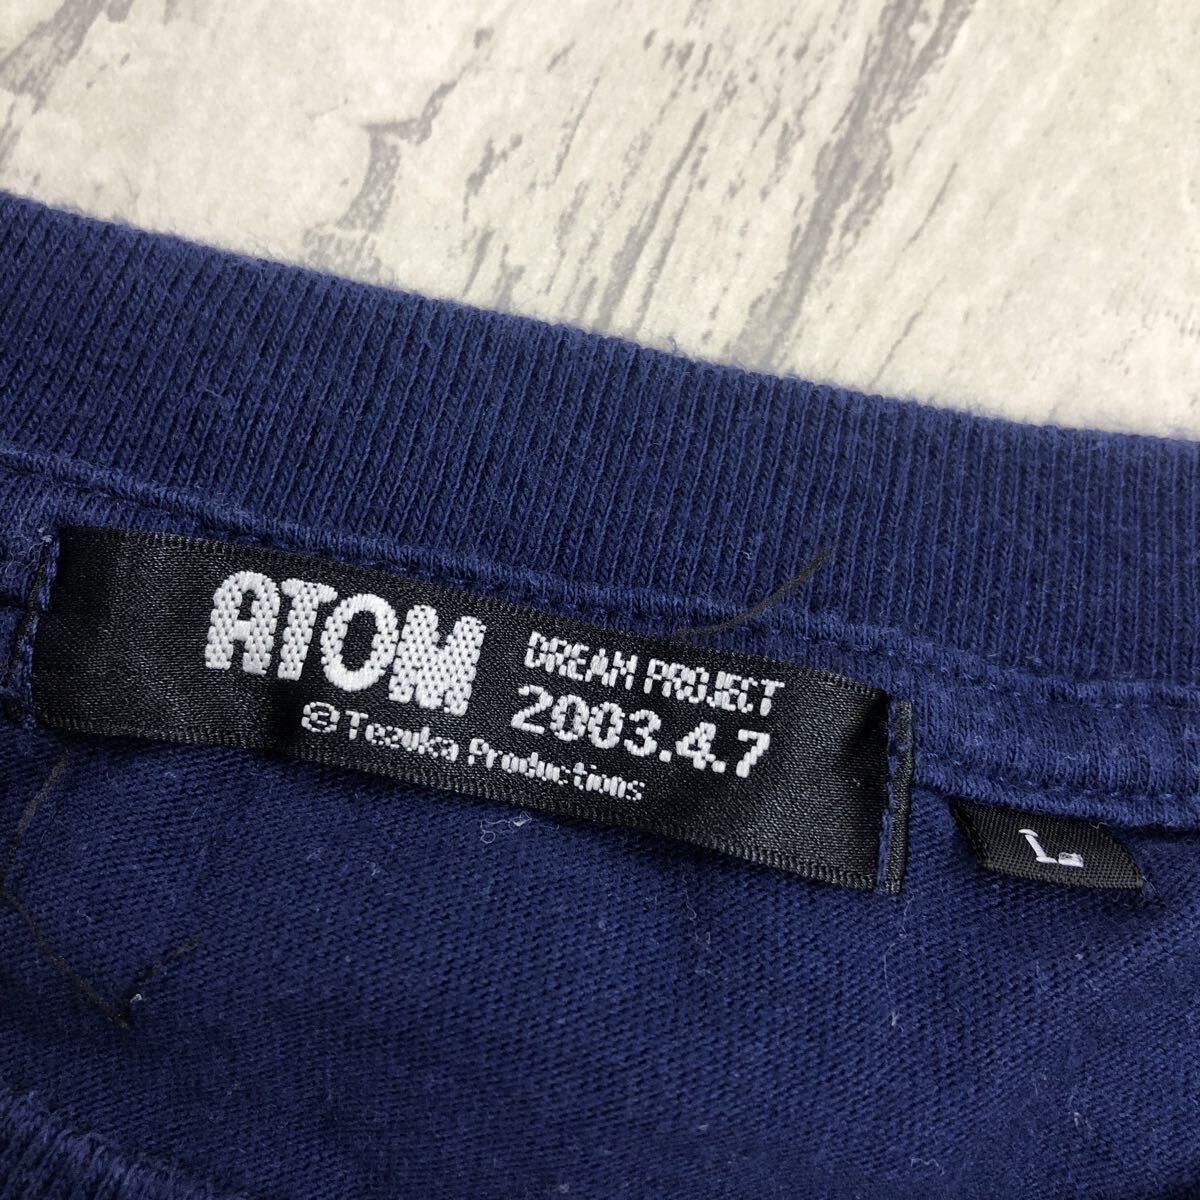 ATOM
DREAM PROJECT
2003.4.7
©Tezuka Productions
L